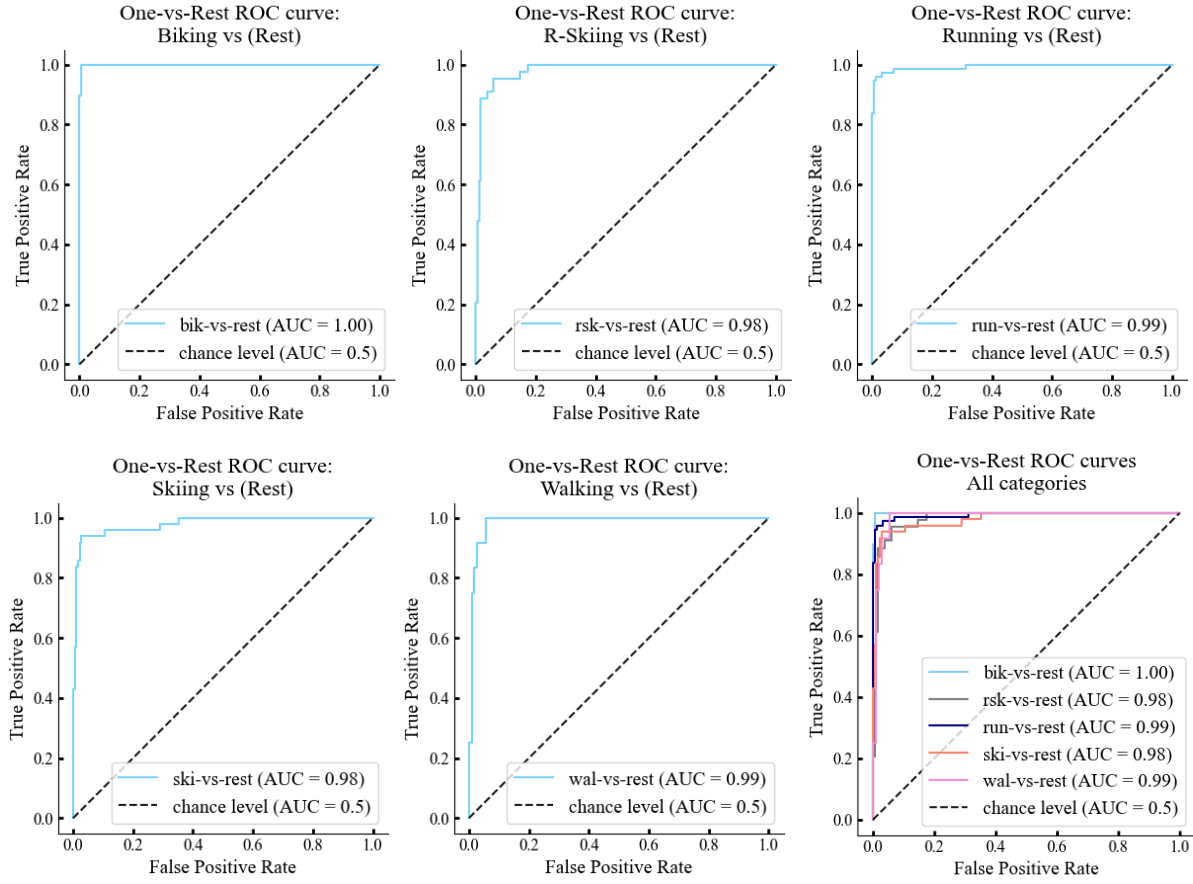 One-vs-Rest ROC curve:
Biking vs (Rest)
True Positive Rate
1.0
0.8
0.6
0.4
0.2
0.0
bik-vs-rest (AUC = 1.00)
chance level (AUC = 0.5)
0.0 0.2 0.4 0.6 0.8 1.0
False Positive Rate
One-vs-Rest ROC curve:
R-Skiing vs (Rest)
True Positive Rate
1.0
0.8
0.6
0.4
0.2
0.0
rsk-vs-rest (AUC = 0.98)
chance level (AUC = 0.5)
0.0 0.2 0.4 0.6 0.8 1.0
False Positive Rate
One-vs-Rest ROC curve:
Running vs (Rest)
True Positive Rate
1.0
0.8
0.6
0.4
0.2
0.0
run-vs-rest (AUC = 0.99)
chance level (AUC = 0.5)
0.0 0.2 0.4 0.6 0.8 1.0
False Positive Rate
One-vs-Rest ROC curve:
Skiing vs (Rest)
True Positive Rate
1.0
0.8
0.6
0.4
0.2
0.0
ski-vs-rest (AUC = 0.98)
chance level (AUC = 0.5)
0.0 0.2 0.4 0.6 0.8 1.0
False Positive Rate
One-vs-Rest ROC curve:
Walking vs (Rest)
True Positive Rate
1.0
0.8
0.6
0.4
0.2
0.0
wal-vs-rest (AUC = 0.99)
chance level (AUC = 0.5)
0.0 0.2 0.4 0.6 0.8 1.0
False Positive Rate
One-vs-Rest ROC curves
All categories
True Positive Rate
1.0
0.8
0.6
0.4
0.2
0.0
bik-vs-rest (AUC = 1.00)
rsk-vs-rest (AUC = 0.98)
run-vs-rest (AUC = 0.99)
ski-vs-rest (AUC = 0.98)
wal-vs-rest (AUC = 0.99)
chance level (AUC = 0.5)
0.0 0.2 0.4 0.6 0.8 1.0
False Positive Rate